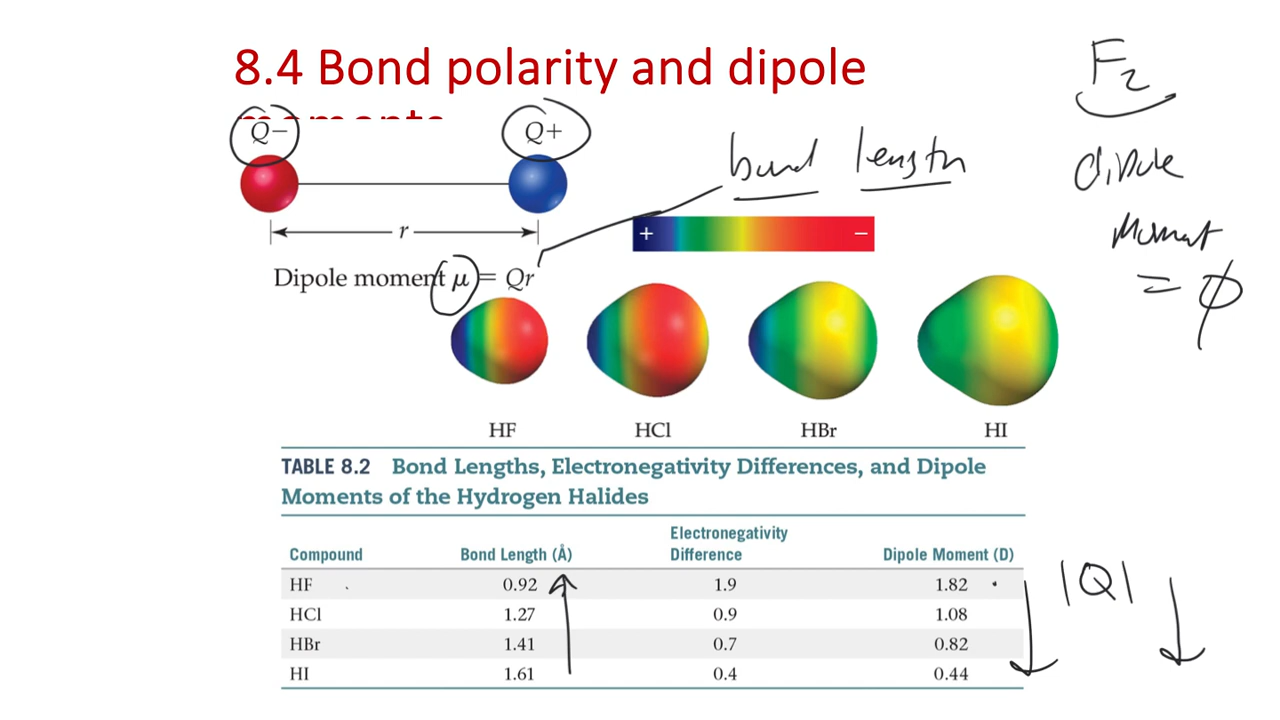 8.4 Bond polarity and dipole
moments
F₂
Q−
Q+
bond length
dipole
moment
= ϕ
r
+
−
Dipole moment μ = Qr
HF
HCl
HBr
HI
TABLE 8.2 Bond Lengths, Electronegativity Differences, and Dipole
Moments of the Hydrogen Halides
Compound Bond Length (Å) Electronegativity Difference Dipole Moment (D)
HF 0.92 1.9 1.82
HCl 1.27 0.9 1.08
HBr 1.41 0.7 0.82
HI 1.61 0.4 0.44
|Q|